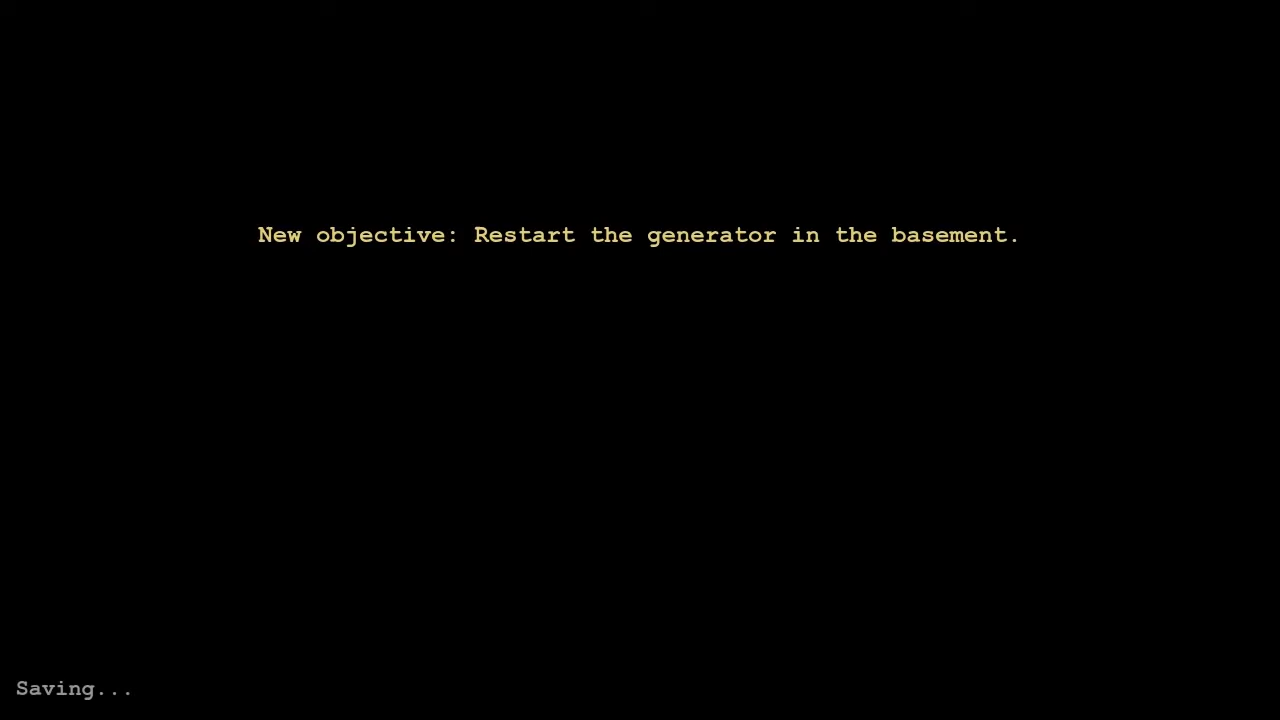 New objective: Restart the generator in the basement.
Saving...